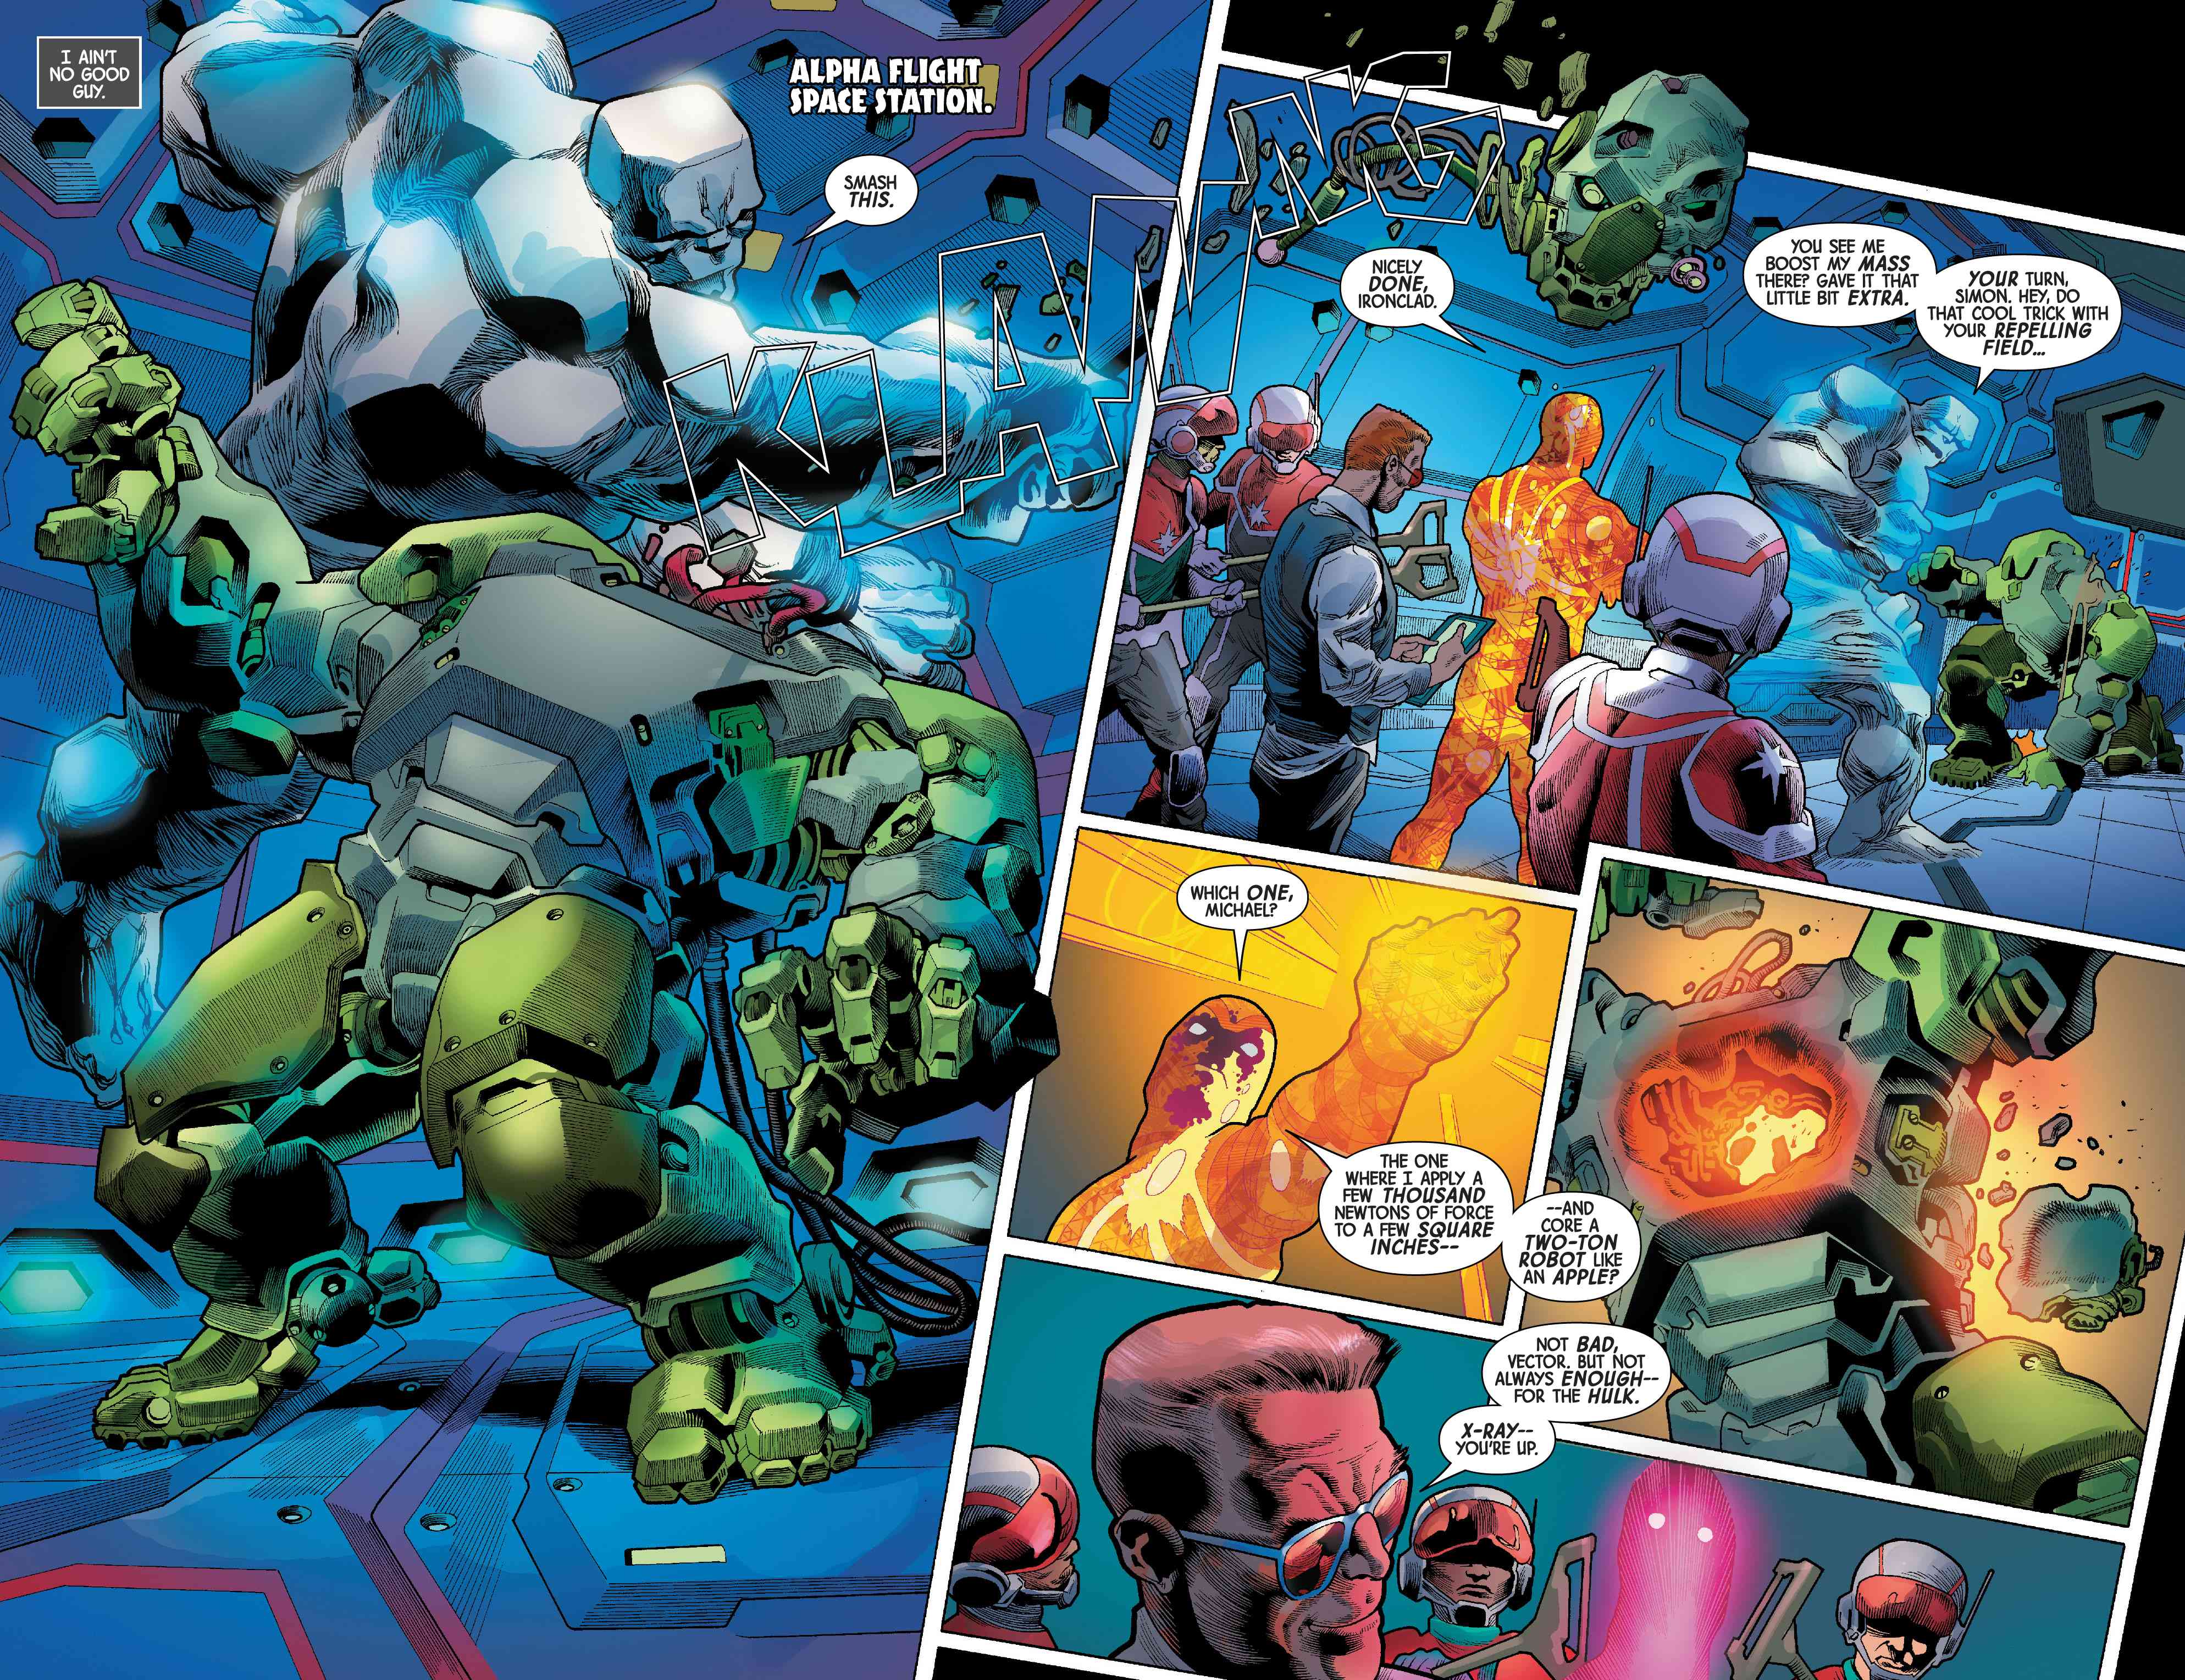 I AIN'T
NO GOOD
GUY.
ALPHA FLIGHT
SPACE STATION.
SMASH
THIS.
KLANNNG
NICELY
DONE,
IRONCLAD.
YOU SEE ME
BOOST MY MASS
THERE? GAVE IT THAT
LITTLE BIT EXTRA.
YOUR TURN,
SIMON. HEY, DO
THAT COOL TRICK WITH
YOUR REPELLING
FIELD...
WHICH ONE,
MICHAEL?
THE ONE
WHERE I APPLY A
FEW THOUSAND
NEWTONS OF FORCE
TO A FEW SQUARE
INCHES--
--AND
CORE A
TWO-TON
ROBOT LIKE
AN APPLE?
NOT BAD,
VECTOR. BUT NOT
ALWAYS ENOUGH--
FOR THE HULK.
X-RAY--
YOU'RE UP.